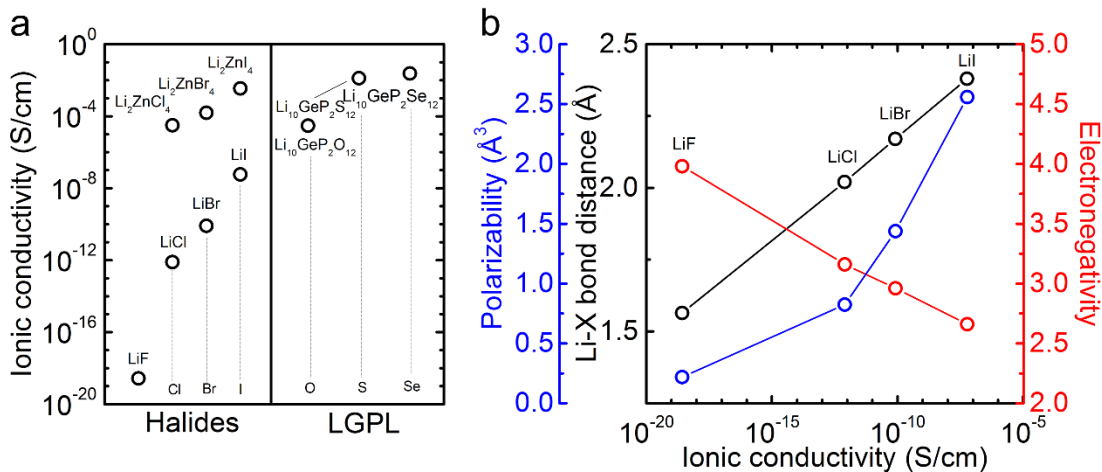 a
Ionic conductivity (S/cm)
10⁰
10⁻⁴
10⁻⁸
10⁻¹²
10⁻¹⁶
10⁻²⁰
Li₂ZnI₄
Li₂ZnBr₄
Li₂ZnCl₄
LiI
LiBr
LiCl
LiF
Cl
Br
I
Halides
Li₁₀GeP₂S₁₂
Li₁₀GeP₂Se₁₂
Li₁₀GeP₂O₁₂
O
S
Se
LGPL
b
Polarizability (Å³)
3.0
2.5
2.0
1.5
1.0
0.5
0.0
Li-X bond distance (Å)
2.5
2.0
1.5
LiF
LiCl
LiBr
LiI
Electronegativity
5.0
4.5
4.0
3.5
3.0
2.5
2.0
10⁻²⁰
10⁻¹⁵
10⁻¹⁰
10⁻⁵
Ionic conductivity (S/cm)